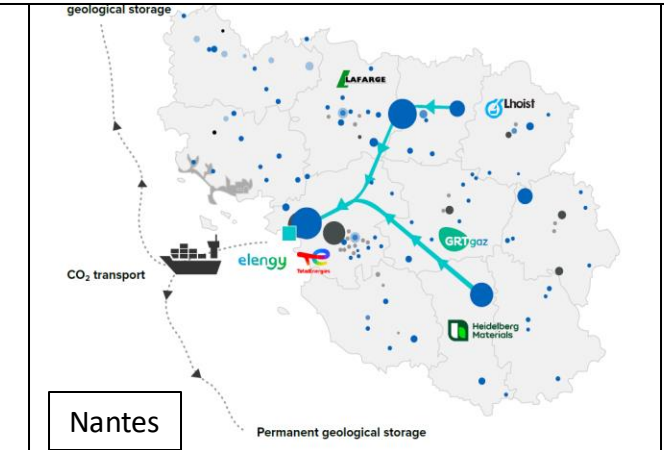 geological storage
LAFARGE
Lhoist
GRTgaz
elengy
TotalEnergies
CO₂ transport
Heidelberg
Materials
Nantes
Permanent geological storage